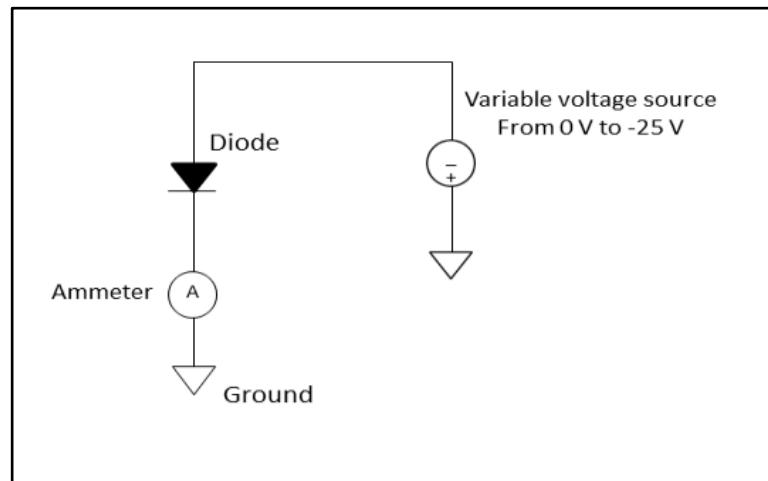 Variable voltage source
From 0 V to -25 V
Diode
−
+
Ammeter
A
Ground